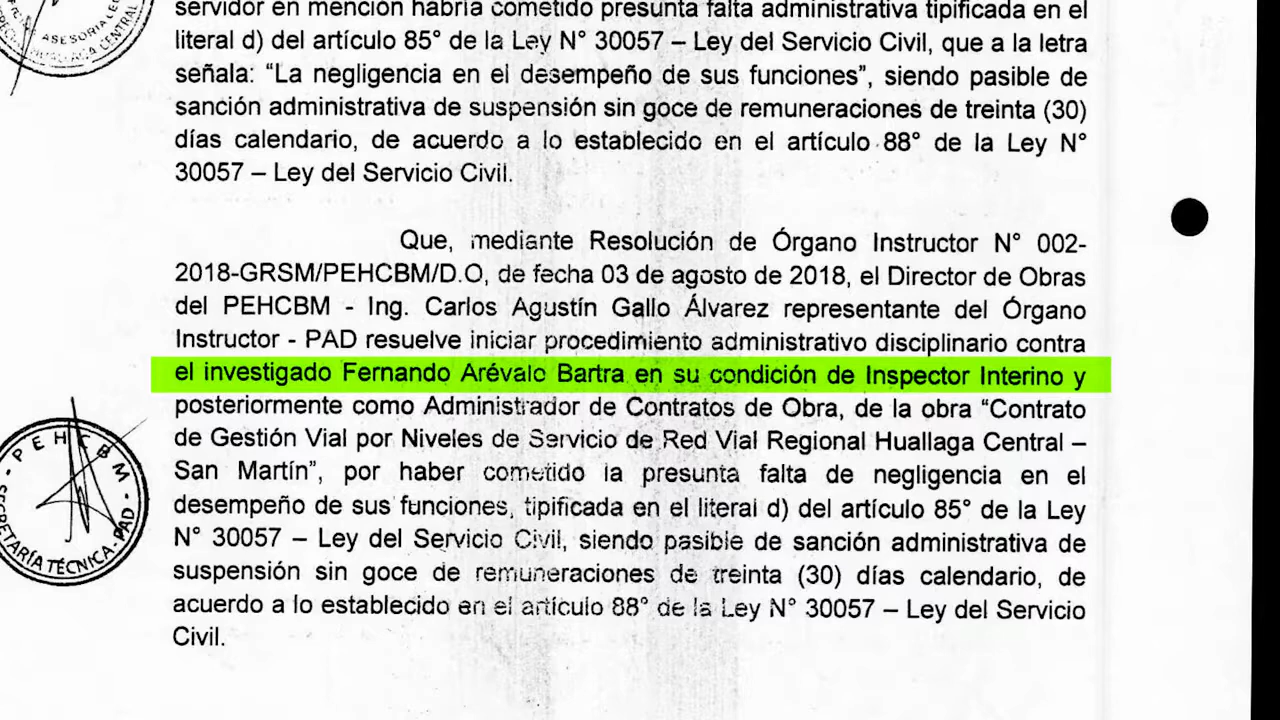 servidor en mención habría cometido presunta falta administrativa tipificada en el
literal d) del artículo 85° de la Ley N° 30057 – Ley del Servicio Civil, que a la letra
señala: “La negligencia en el desempeño de sus funciones”, siendo pasible de
sanción administrativa de suspensión sin goce de remuneraciones de treinta (30)
días calendario, de acuerdo a lo establecido en el artículo 88° de la Ley N°
30057 – Ley del Servicio Civil.
Que, mediante Resolución de Órgano Instructor N° 002-
2018-GRSM/PEHCBM/D.O, de fecha 03 de agosto de 2018, el Director de Obras
del PEHCBM - Ing. Carlos Agustín Gallo Álvarez representante del Órgano
Instructor - PAD resuelve iniciar procedimiento administrativo disciplinario contra
el investigado Fernando Arévalo Bartra en su condición de Inspector Interino y
posteriormente como Administrador de Contratos de Obra, de la obra “Contrato
de Gestión Vial por Niveles de Servicio de Red Vial Regional Huallaga Central –
San Martín”, por haber cometido la presunta falta de negligencia en el
desempeño de sus funciones, tipificada en el literal d) del artículo 85° de la Ley
N° 30057 – Ley del Servicio Civil, siendo pasible de sanción administrativa de
suspensión sin goce de remuneraciones de treinta (30) días calendario, de
acuerdo a lo establecido en el artículo 88° de la Ley N° 30057 – Ley del Servicio
Civil.
ASESORIA
CENTRAL
PEHCBM
SECRETARÍA TÉCNICA-PAD